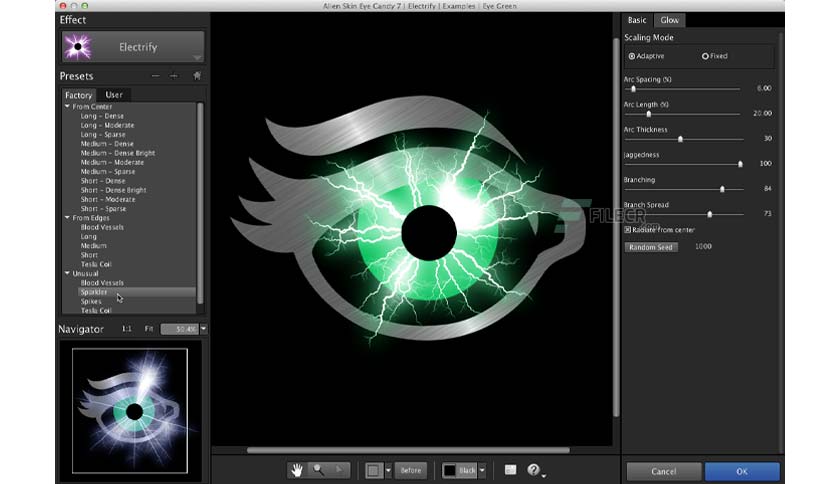 Alien Skin Eye Candy 7 | Electrify | Examples | Eye Green
Effect
Electrify
Presets
Factory User
From Center
Long - Dense
Long - Moderate
Long - Sparse
Medium - Dense
Medium - Dense Bright
Medium - Moderate
Medium - Sparse
Short - Dense
Short - Dense Bright
Short - Moderate
Short - Sparse
From Edges
Blood Vessels
Long
Medium
Short
Tesla Coil
Unusual
Blood Vessels
Sparkler
Spikes
Tesla Coil
Navigator 1:1 Fit 50.4%
Before
Black
Basic Glow
Scaling Mode
Adaptive Fixed
Arc Spacing (%)
6.00
Arc Length (%)
20.00
Arc Thickness
30
Jaggedness
100
Branching
84
Branch Spread
73
Radiate from center
Random Seed 1000
Cancel OK
FILECR